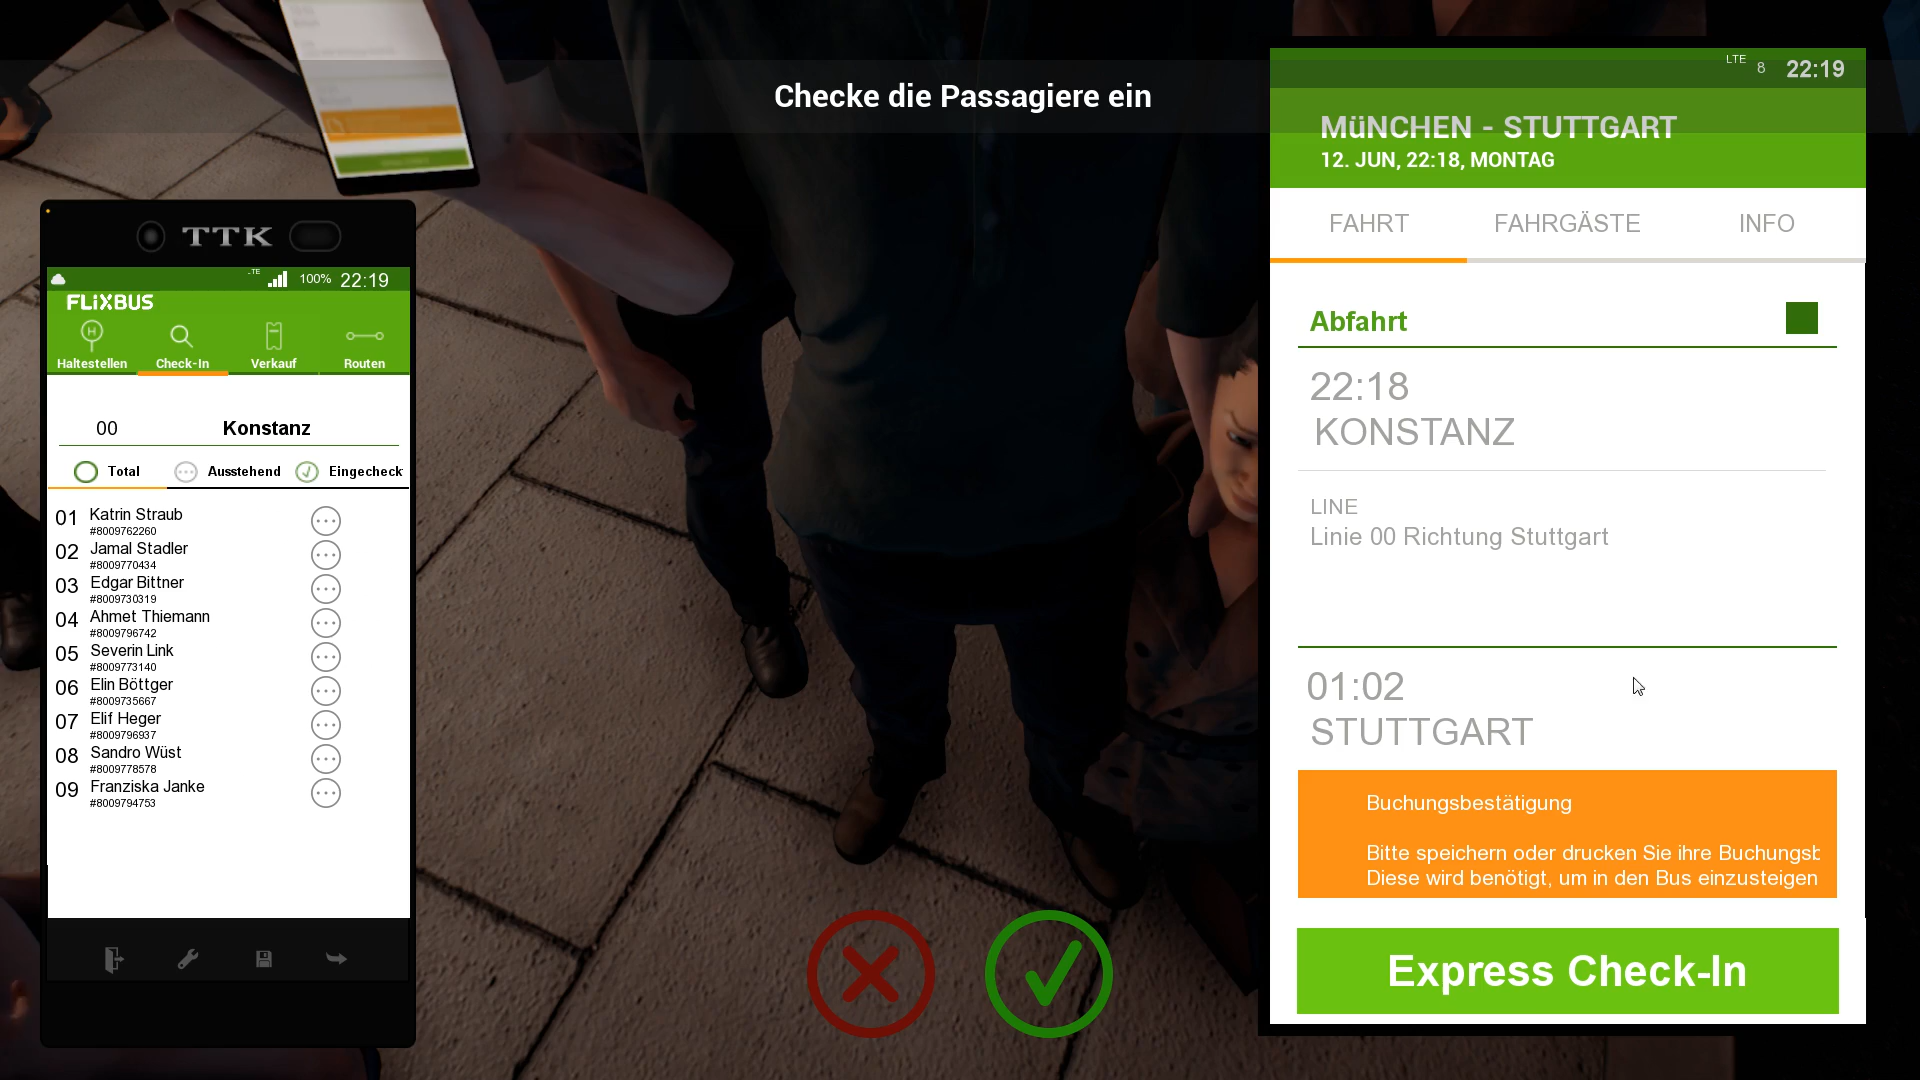 Checke die Passagiere ein
TTK
LTE 100% 22:19
FLiXBUS
Haltestellen Check-In Verkauf Routen
00 Konstanz
Total Ausstehend Eingecheck
01 Katrin Straub
#8009762260
02 Jamal Stadler
#8009770434
03 Edgar Bittner
#8009730319
04 Ahmet Thiemann
#8009796742
05 Severin Link
#8009773140
06 Elin Böttger
#8009735667
07 Elif Heger
#8009796937
08 Sandro Wüst
#8009778578
09 Franziska Janke
#8009794753
LTE 8 22:19
MüNCHEN - STUTTGART
12. JUN, 22:18, MONTAG
FAHRT FAHRGÄSTE INFO
Abfahrt
22:18
KONSTANZ
LINE
Linie 00 Richtung Stuttgart
01:02
STUTTGART
Buchungsbestätigung
Bitte speichern oder drucken Sie ihre Buchungsb
Diese wird benötigt, um in den Bus einzusteigen
Express Check-In